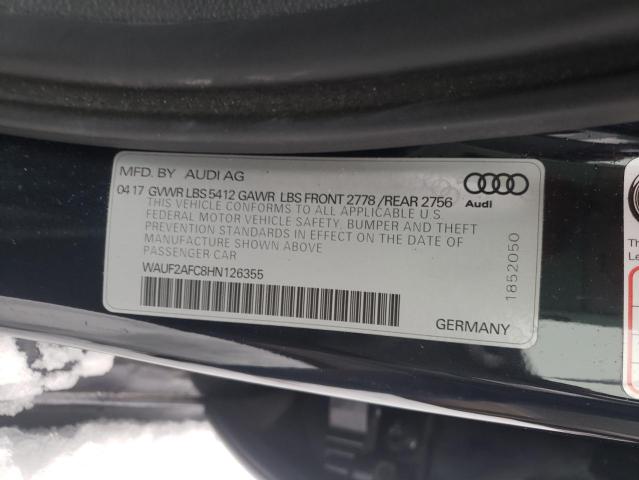 MFD. BY AUDI AG
04 17 GVWR LBS 5412 GAWR LBS FRONT 2778 /REAR 2756
THIS VEHICLE CONFORMS TO ALL APPLICABLE U.S
FEDERAL MOTOR VEHICLE SAFETY, BUMPER AND THEFT
PREVENTION STANDARDS IN EFFECT ON THE DATE OF
MANUFACTURE SHOWN ABOVE
PASSENGER CAR
WAUF2AFC8HN126355
Audi
1852050
GERMANY